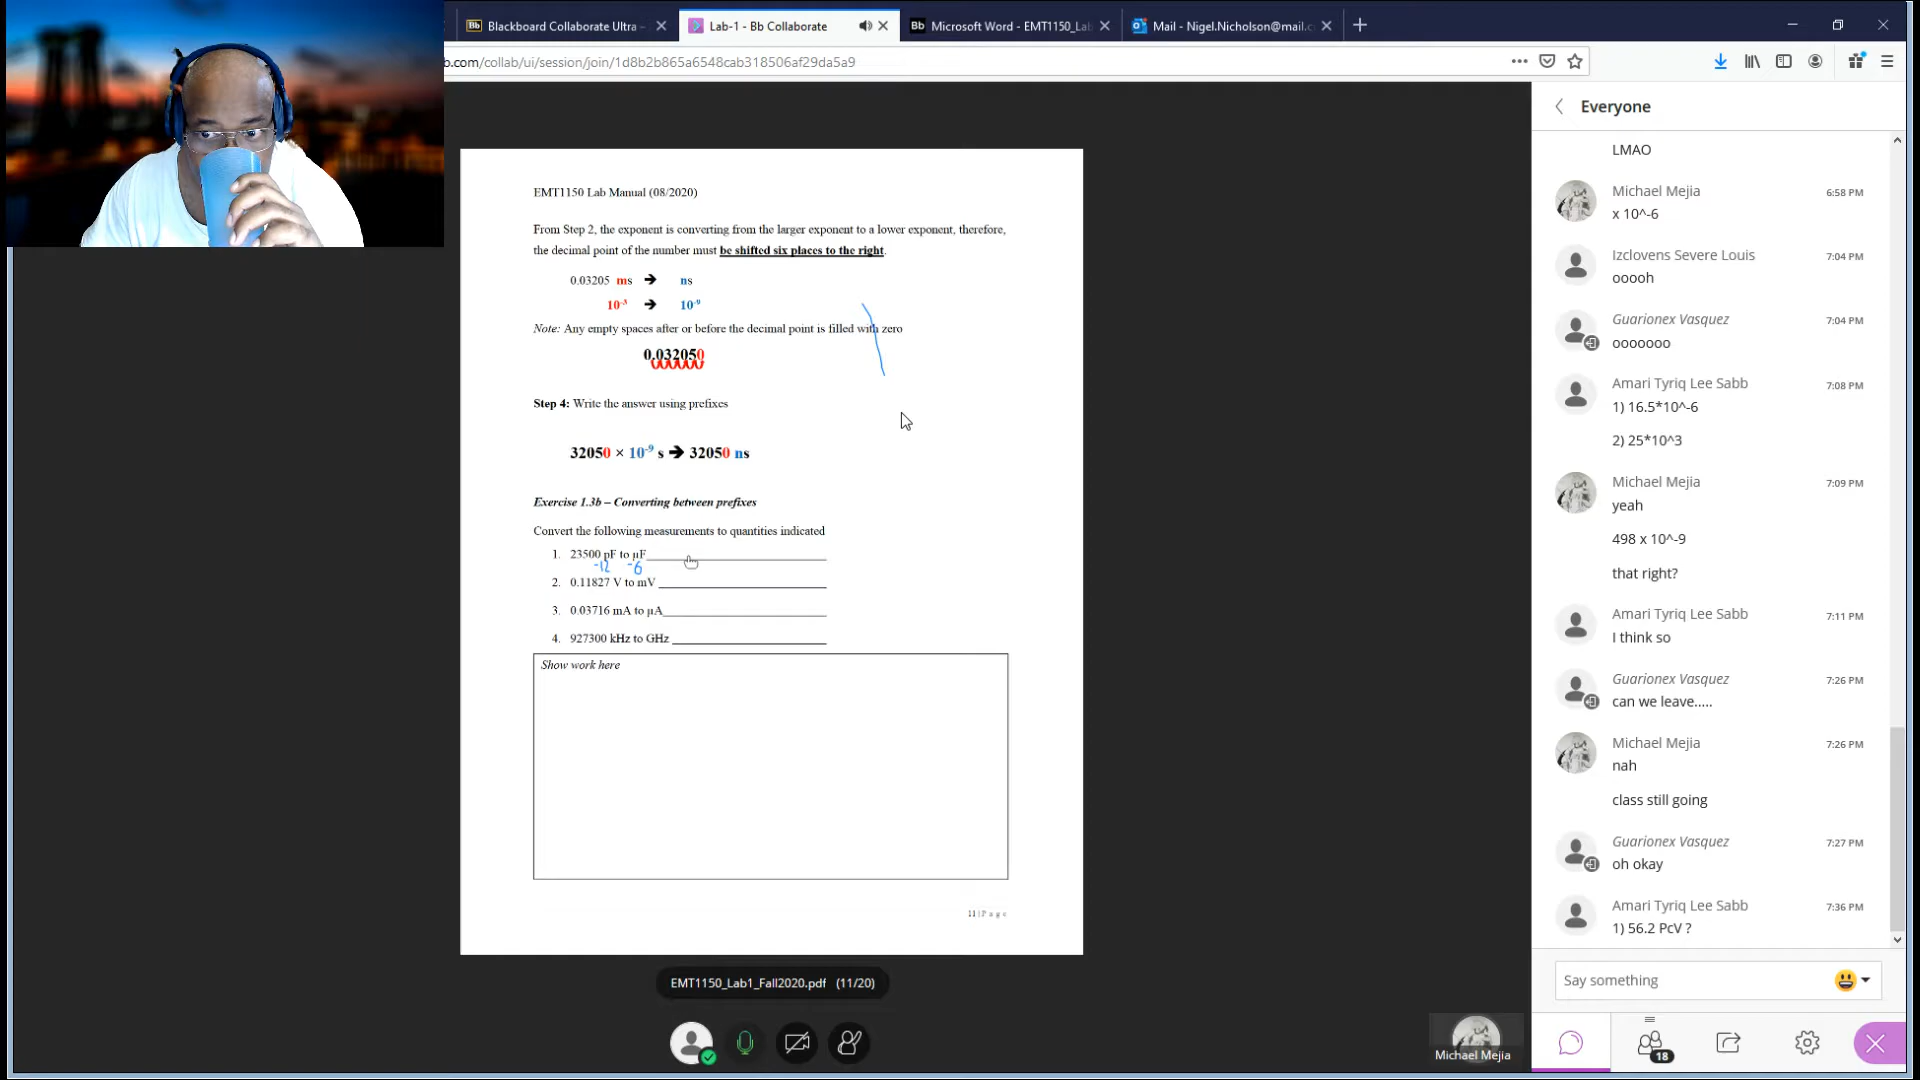 Blackboard Collaborate Ultra –
Lab-1 - Bb Collaborate
Microsoft Word - EMT1150_La
Mail - Nigel.Nicholson@mail.c
b.com/collab/ui/session/join/1d8b2b865a6548cab318506af29da5a9
EMT1150 Lab Manual (08/2020)
From Step 2, the exponent is converting from the larger exponent to a lower exponent, therefore,
the decimal point of the number must be shifted six places to the right.
0.03205 ms ➔ ns
10⁻³ ➔ 10⁻⁹
Note: Any empty spaces after or before the decimal point is filled with zero
0.032050
Step 4: Write the answer using prefixes
32050 × 10⁻⁹ s ➔ 32050 ns
Exercise 1.3b – Converting between prefixes
Convert the following measurements to quantities indicated
1. 23500 pF to µF
-12 -6
2. 0.11827 V to mV
3. 0.03716 mA to µA
4. 927300 kHz to GHz
Show work here
11 | Page
EMT1150_Lab1_Fall2020.pdf (11/20)
Michael Mejia
Everyone
LMAO
Michael Mejia 6:58 PM
x 10^-6
Izclovens Severe Louis 7:04 PM
ooooh
Guarionex Vasquez 7:04 PM
ooooooo
Amari Tyriq Lee Sabb 7:08 PM
1) 16.5*10^-6
2) 25*10^3
Michael Mejia 7:09 PM
yeah
498 x 10^-9
that right?
Amari Tyriq Lee Sabb 7:11 PM
I think so
Guarionex Vasquez 7:26 PM
can we leave.....
Michael Mejia 7:26 PM
nah
class still going
Guarionex Vasquez 7:27 PM
oh okay
Amari Tyriq Lee Sabb 7:36 PM
1) 56.2 PcV ?
Say something
18